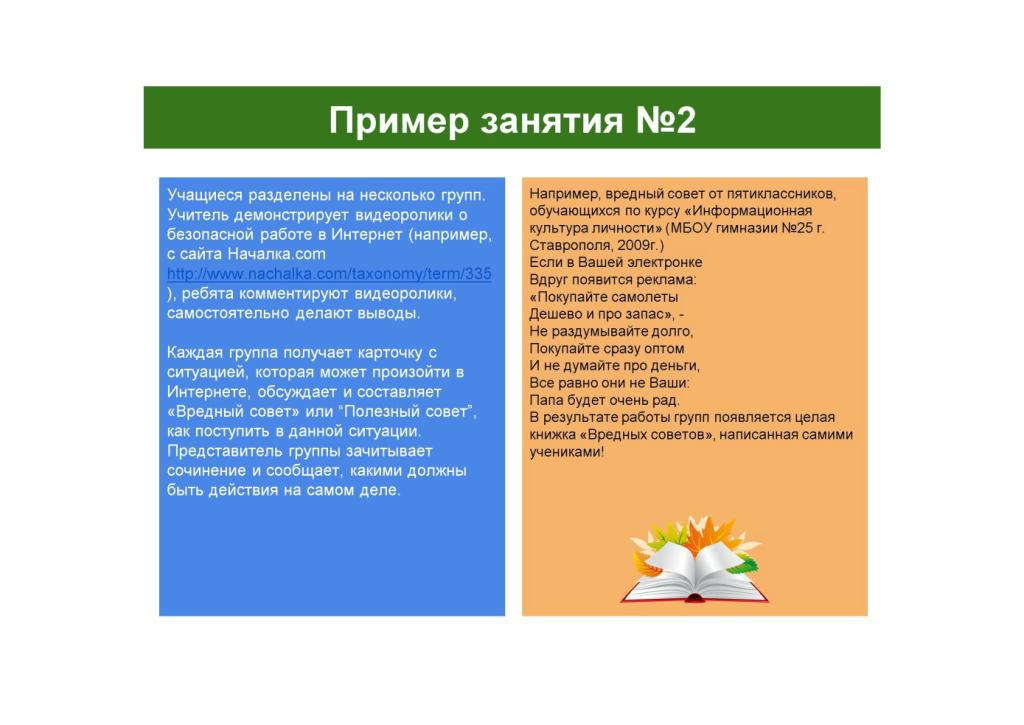 Пример занятия №2
Учащиеся разделены на несколько групп.
Учитель демонстрирует видеоролики о
безопасной работе в Интернет (например,
с сайта Началка.com
http://www.nachalka.com/taxonomy/term/335
), ребята комментируют видеоролики,
самостоятельно делают выводы.
Каждая группа получает карточку с
ситуацией, которая может произойти в
Интернете, обсуждает и составляет
«Вредный совет» или “Полезный совет”,
как поступить в данной ситуации.
Представитель группы зачитывает
сочинение и сообщает, какими должны
быть действия на самом деле.
Например, вредный совет от пятиклассников,
обучающихся по курсу «Информационная
культура личности» (МБОУ гимназии №25 г.
Ставрополя, 2009г.)
Если в Вашей электронке
Вдруг появится реклама:
«Покупайте самолеты
Дешево и про запас», -
Не раздумывайте долго,
Покупайте сразу оптом
И не думайте про деньги,
Все равно они не Ваши:
Папа будет очень рад.
В результате работы групп появляется целая
книжка «Вредных советов», написанная самими
учениками!